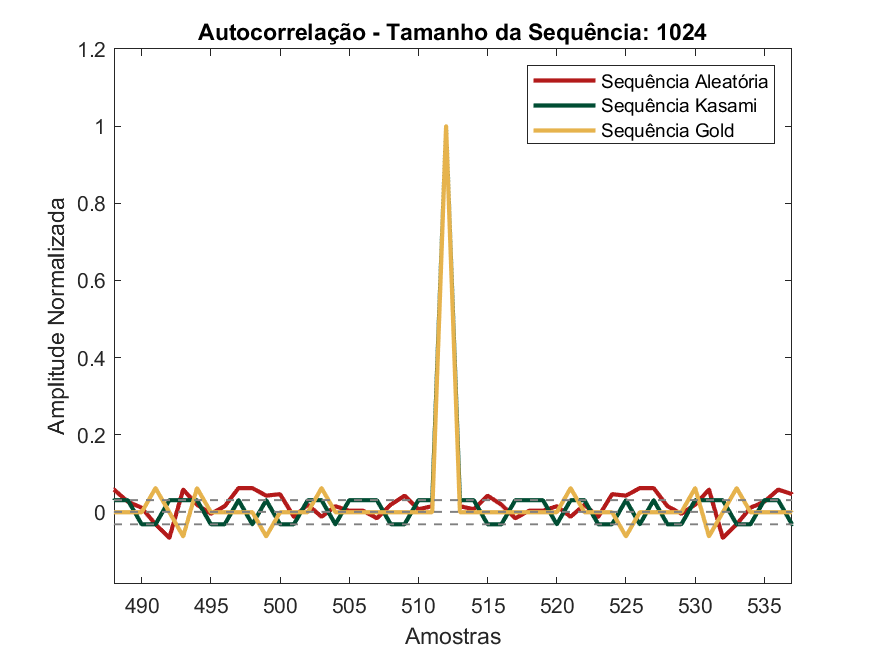 Autocorrelação - Tamanho da Sequência: 1024
1.2
1
0.8
0.6
0.4
0.2
0
Amplitude Normalizada
Sequência Aleatória
Sequência Kasami
Sequência Gold
490 495 500 505 510 515 520 525 530 535
Amostras